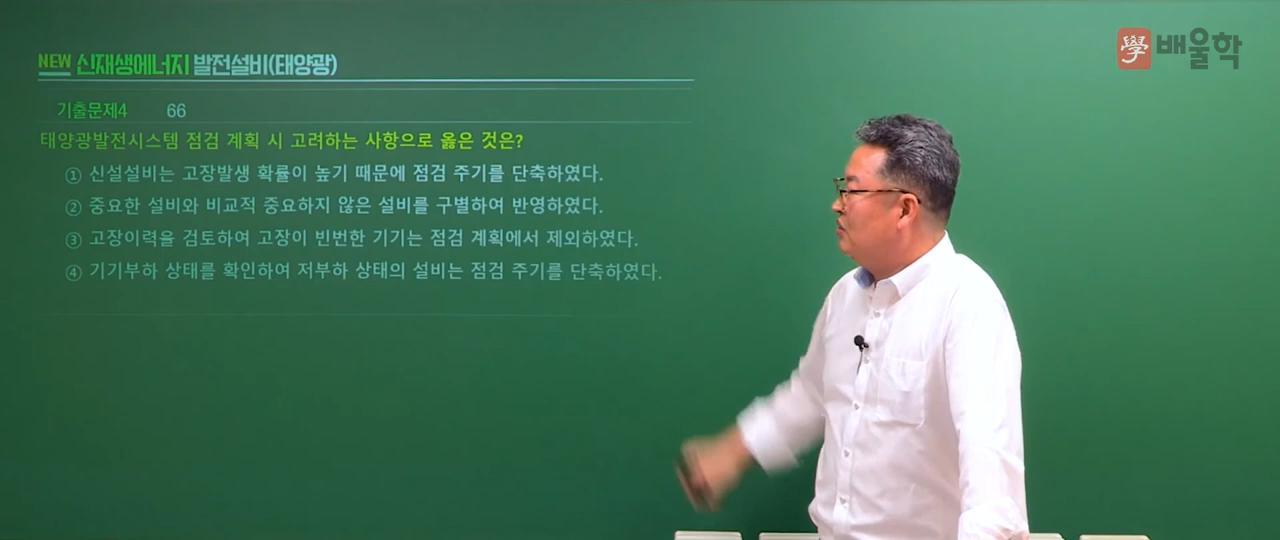 NEW 신재생에너지 발전설비(태양광)
學 배울학
기출문제4 66
태양광발전시스템 점검 계획 시 고려하는 사항으로 옳은 것은?
① 신설설비는 고장발생 확률이 높기 때문에 점검 주기를 단축하였다.
② 중요한 설비와 비교적 중요하지 않은 설비를 구별하여 반영하였다.
③ 고장이력을 검토하여 고장이 빈번한 기기는 점검 계획에서 제외하였다.
④ 기기부하 상태를 확인하여 저부하 상태의 설비는 점검 주기를 단축하였다.